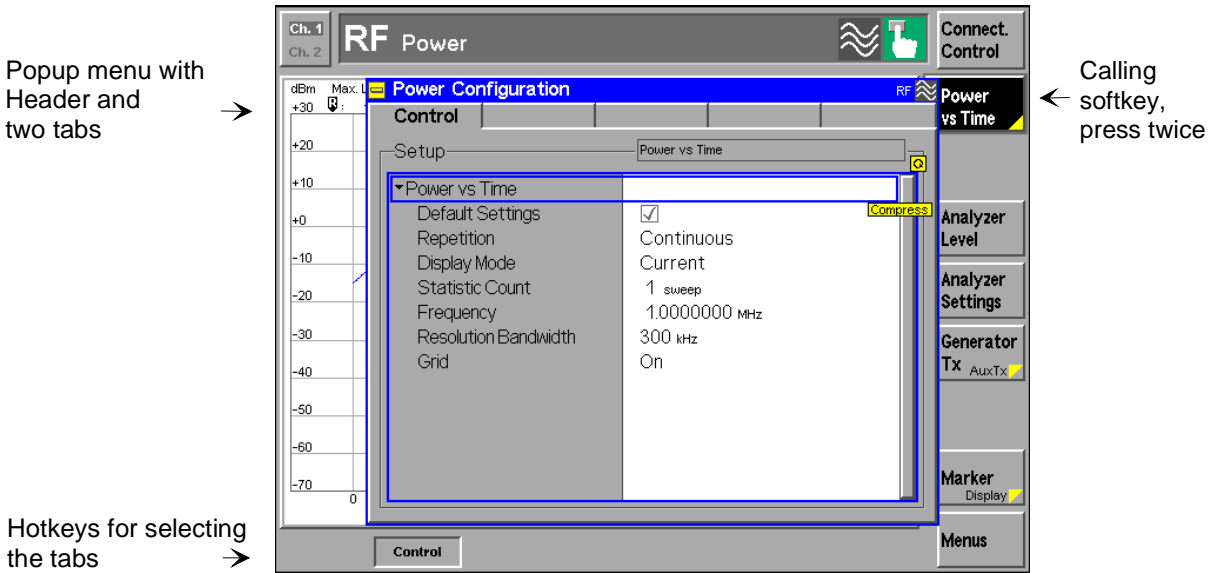 Popup menu with
Header and
two tabs
Hotkeys for selecting
the tabs
Ch. 1
Ch. 2
RF Power
Connect.
Control
dBm Max. L
+30
+20
+10
+0
-10
-20
-30
-40
-50
-60
-70
0
Power Configuration RF
Control
Setup Power vs Time
Power vs Time
Compress
Default Settings
Repetition Continuous
Display Mode Current
Statistic Count 1 sweep
Frequency 1.0000000 MHz
Resolution Bandwidth 300 kHz
Grid On
Control
Power
vs Time
Analyzer
Level
Analyzer
Settings
Generator
Tx AuxTx
Marker
Display
Menus
Calling
softkey,
press twice